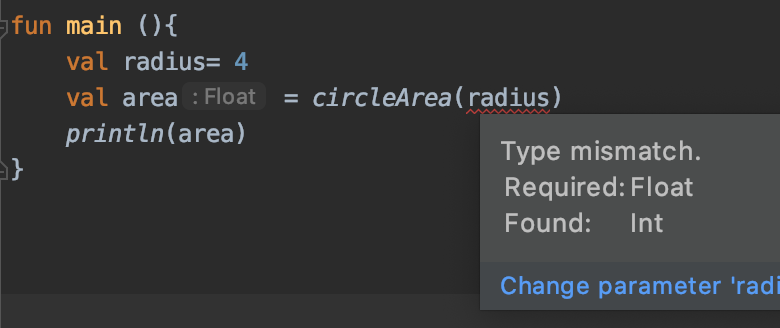 fun main (){
val radius= 4
val area : Float = circleArea(radius)
println(area)
}
Type mismatch.
Required: Float
Found: Int
Change parameter 'radi